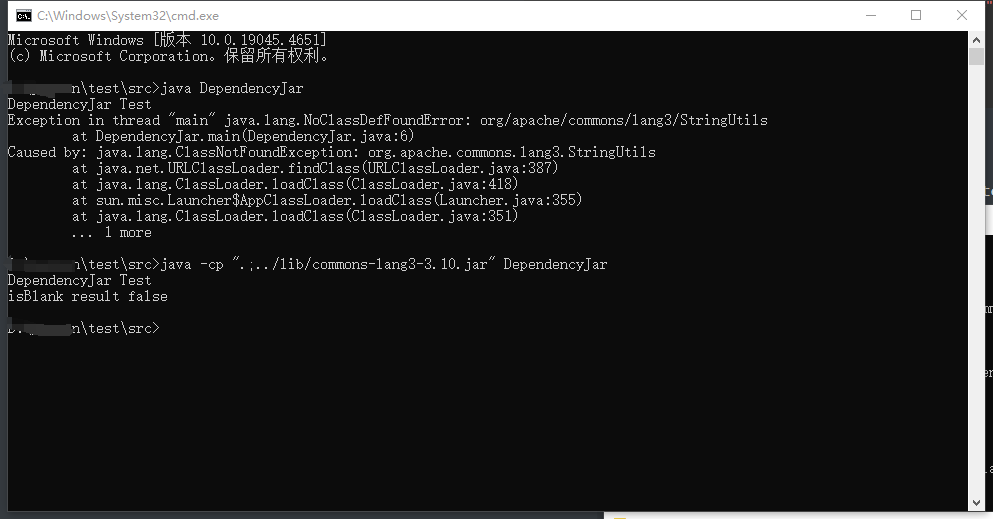 C:\Windows\System32\cmd.exe
Microsoft Windows [版本 10.0.19045.4651]
(c) Microsoft Corporation。保留所有权利。
n\test\src>java DependencyJar
DependencyJar Test
Exception in thread "main" java.lang.NoClassDefFoundError: org/apache/commons/lang3/StringUtils
at DependencyJar.main(DependencyJar.java:6)
Caused by: java.lang.ClassNotFoundException: org.apache.commons.lang3.StringUtils
at java.net.URLClassLoader.findClass(URLClassLoader.java:387)
at java.lang.ClassLoader.loadClass(ClassLoader.java:418)
at sun.misc.Launcher$AppClassLoader.loadClass(Launcher.java:355)
at java.lang.ClassLoader.loadClass(ClassLoader.java:351)
... 1 more
n\test\src>java -cp ".;../lib/commons-lang3-3.10.jar" DependencyJar
DependencyJar Test
isBlank result false
n\test\src>